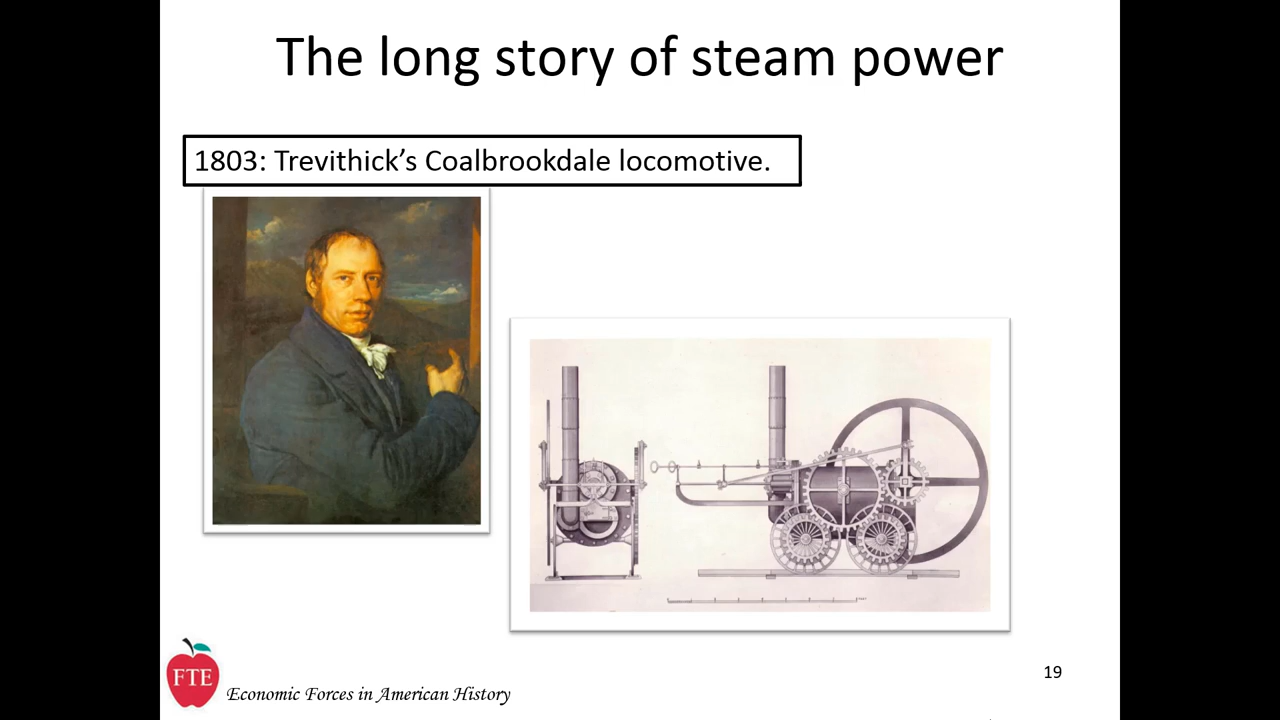 The long story of steam power
1803: Trevithick’s Coalbrookdale locomotive.
FTE
Economic Forces in American History
19